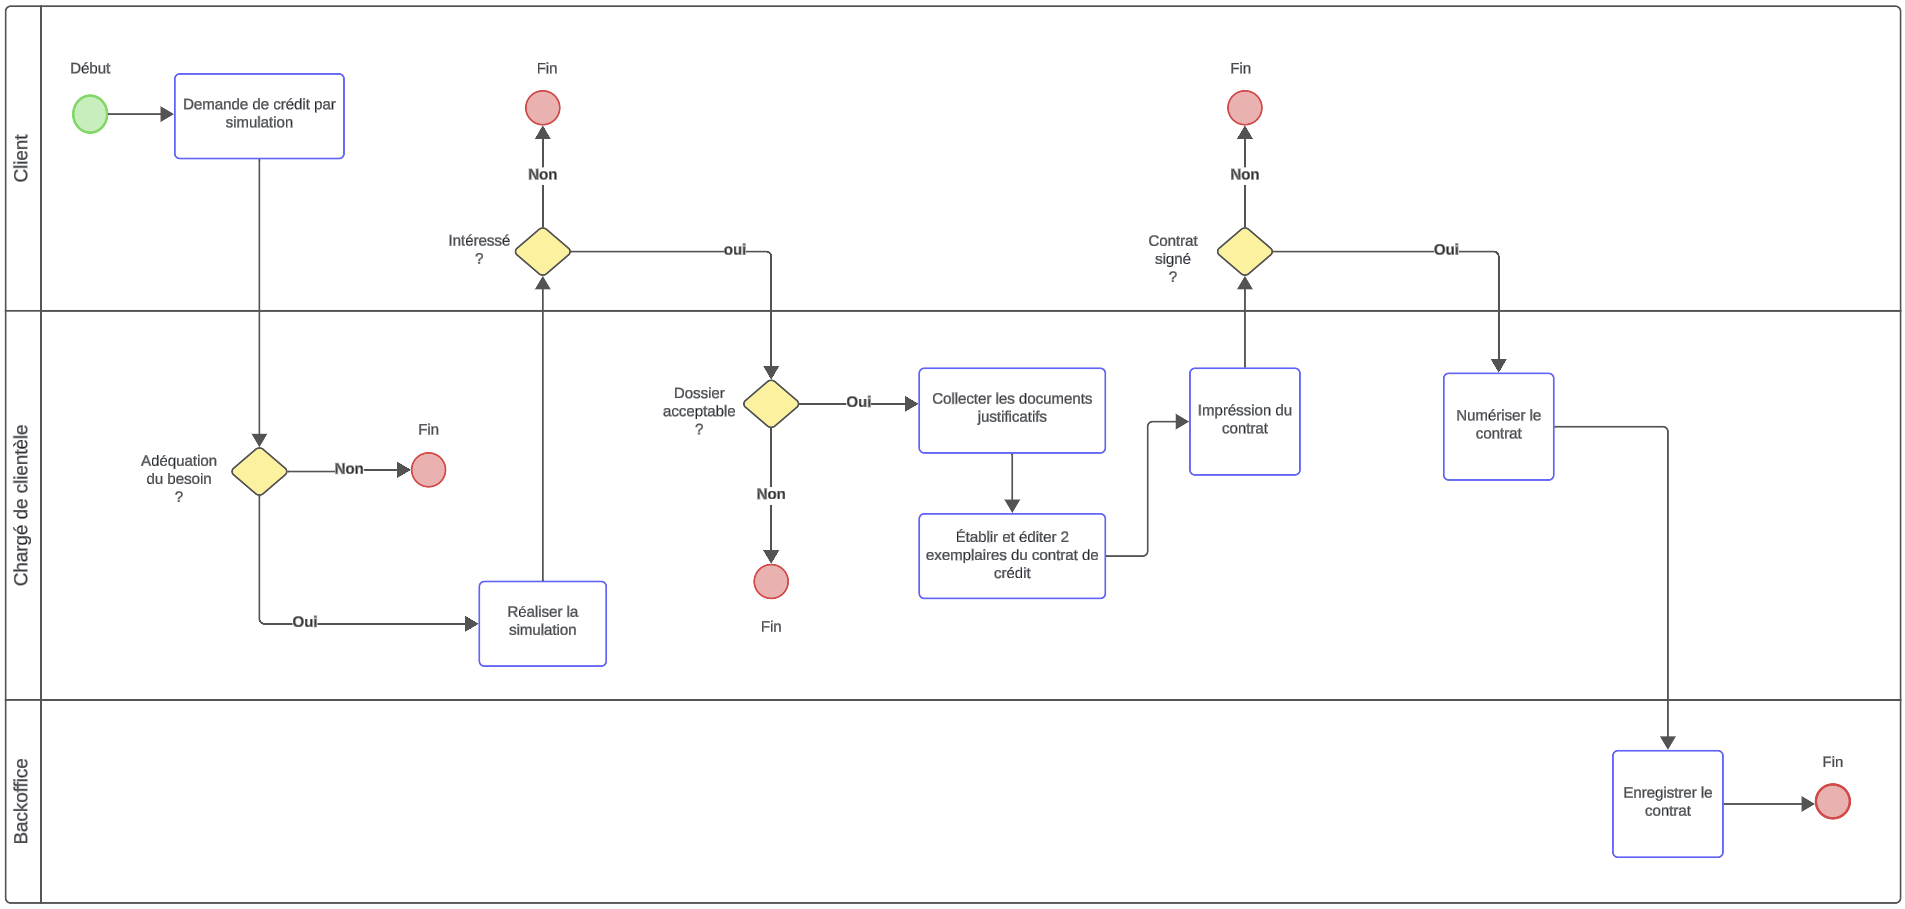 Client
Début
Demande de crédit par
simulation
Fin
Non
Intéressé
?
oui
Fin
Non
Contrat
signé
?
Oui
Chargé de clientèle
Adéquation
du besoin
?
Non
Fin
Oui
Réaliser la
simulation
Dossier
acceptable
?
Oui
Non
Fin
Collecter les documents
justificatifs
Établir et éditer 2
exemplaires du contrat de
crédit
Impréssion du
contrat
Numériser le
contrat
Backoffice
Enregistrer le
contrat
Fin